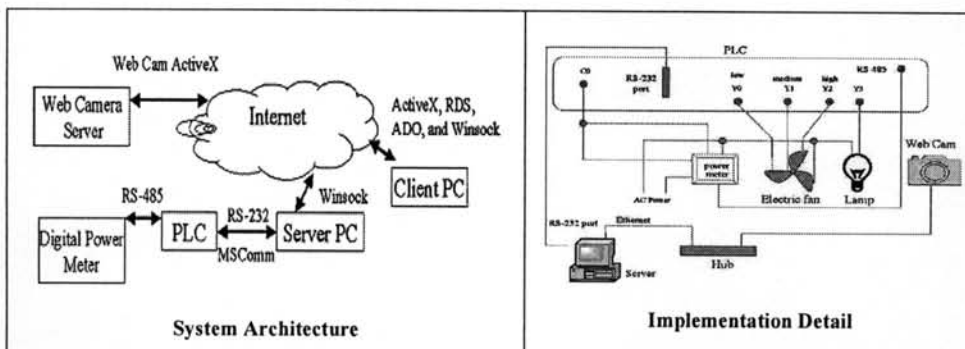 Web Cam ActiveX
Web Camera
Server
Internet
ActiveX, RDS,
ADO, and Winsock
Client PC
Winsock
RS-485
RS-232
Digital Power
Meter
PLC
MSComm
Server PC
System Architecture
PLC
C0
RS-232
port
low
Y0
medium
Y1
high
Y2
Y3
RS-485
Web Cam
power
meter
AC Power
Electric fan
Lamp
RS-232 port
Ethernet
Server
Hub
Implementation Detail